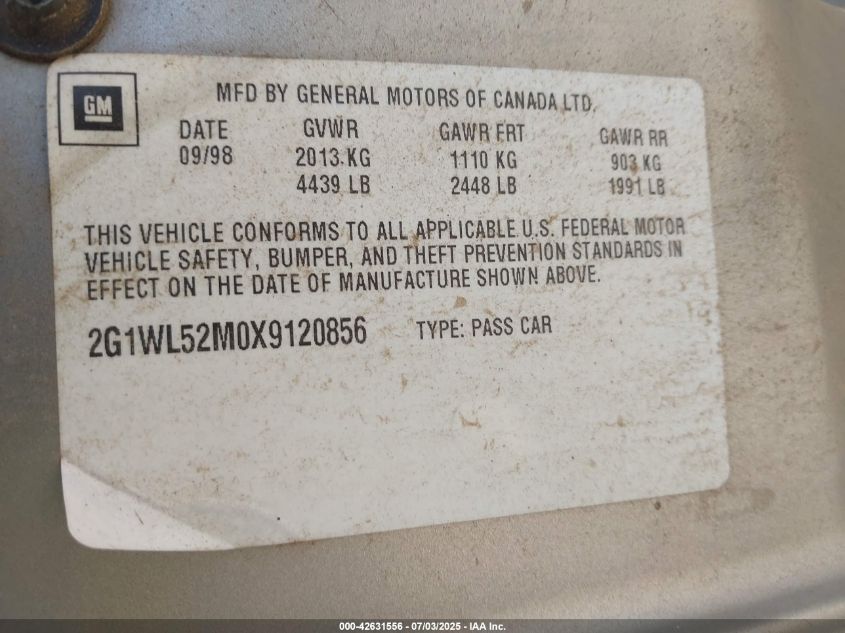 GM
MFD BY GENERAL MOTORS OF CANADA LTD.
DATE GVWR GAWR FRT GAWR RR
09/98 2013 KG 1110 KG 903 KG
4439 LB 2448 LB 1991 LB
THIS VEHICLE CONFORMS TO ALL APPLICABLE U.S. FEDERAL MOTOR
VEHICLE SAFETY, BUMPER, AND THEFT PREVENTION STANDARDS IN
EFFECT ON THE DATE OF MANUFACTURE SHOWN ABOVE.
2G1WL52M0X9120856 TYPE: PASS CAR
000-42631556 - 07/03/2025 - IAA Inc.